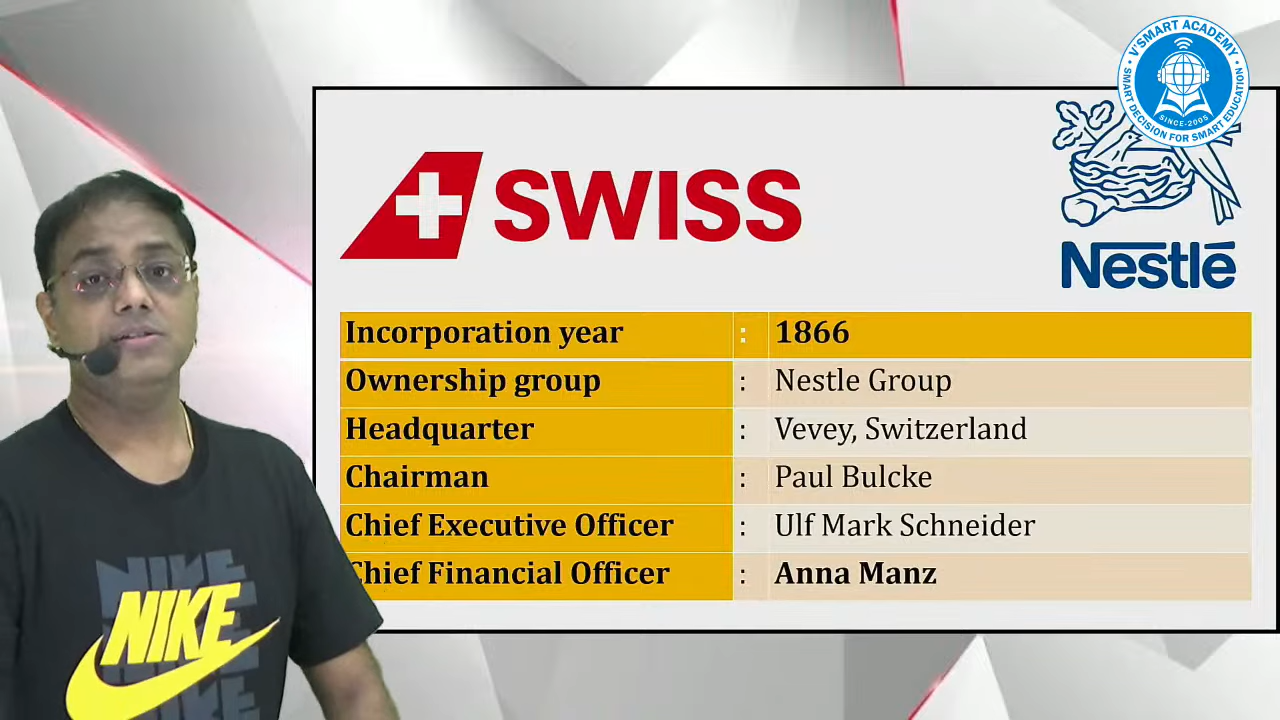 V'SMART ACADEMY
SMART DECISION FOR SMART EDUCATION
SINCE-2005
SWISS
Nestlé
Incorporation year : 1866
Ownership group : Nestle Group
Headquarter : Vevey, Switzerland
Chairman : Paul Bulcke
Chief Executive Officer : Ulf Mark Schneider
Chief Financial Officer : Anna Manz
NIKE
NIKE